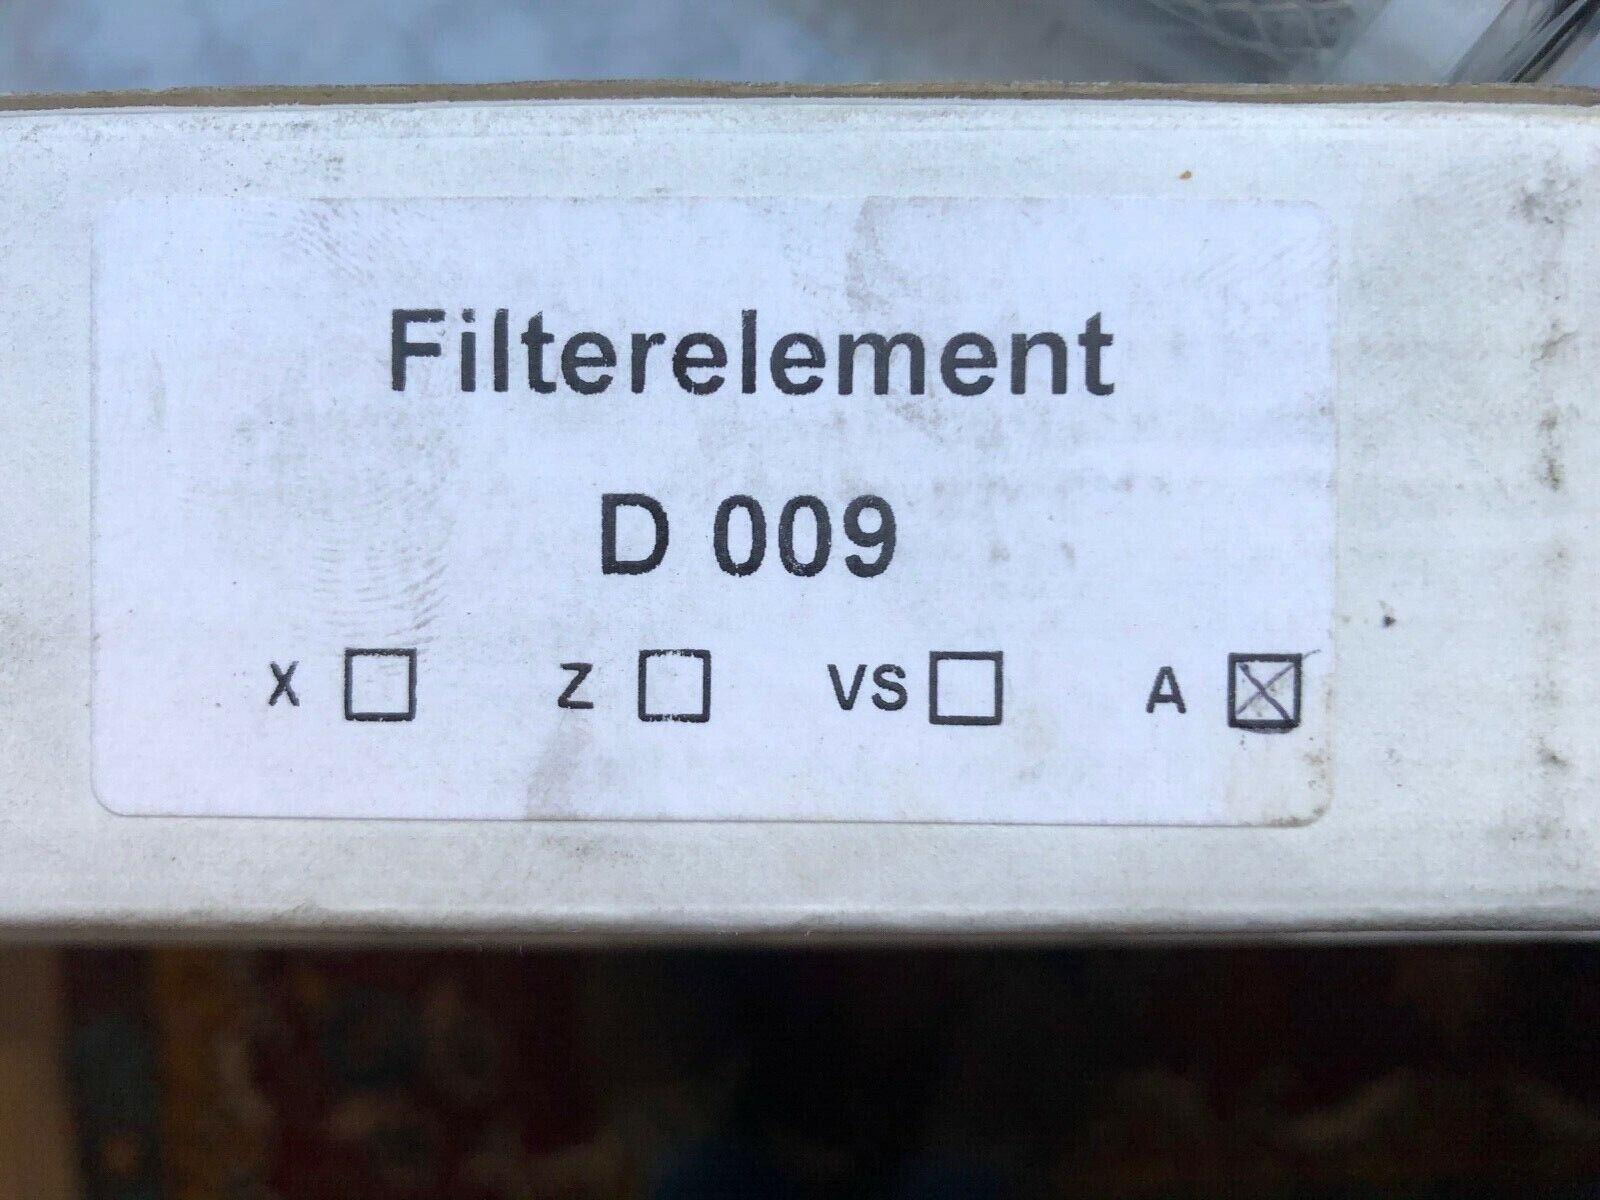 Filterelement
D 009
X ☐ Z ☐ VS ☐ A ☒